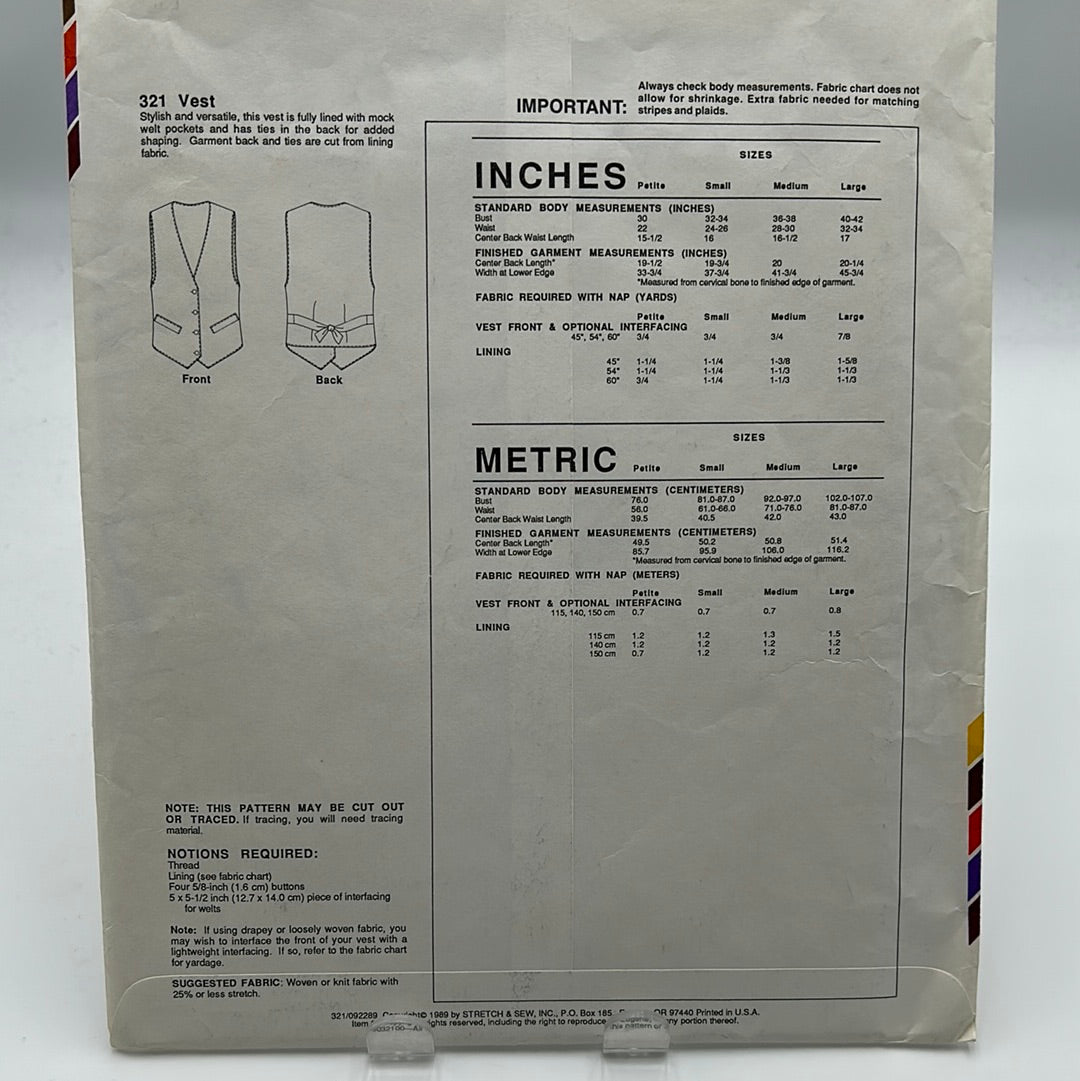 321 Vest
Stylish and versatile, this vest is fully lined with mock
welt pockets and has ties in the back for added
shaping. Garment back and ties are cut from lining
fabric.
Front
Back
IMPORTANT:
Always check body measurements. Fabric chart does not
allow for shrinkage. Extra fabric needed for matching
stripes and plaids.
SIZES
INCHES Petite Small Medium Large
STANDARD BODY MEASUREMENTS (INCHES)
Bust 30 32-34 36-38 40-42
Waist 22 24-26 28-30 32-34
Center Back Waist Length 15-1/2 16 16-1/2 17
FINISHED GARMENT MEASUREMENTS (INCHES)
Center Back Length* 19-1/2 19-3/4 20 20-1/4
Width at Lower Edge 33-3/4 37-3/4 41-3/4 45-3/4
*Measured from cervical bone to finished edge of garment.
FABRIC REQUIRED WITH NAP (YARDS)
Petite Small Medium Large
VEST FRONT & OPTIONAL INTERFACING
45", 54", 60" 3/4 3/4 3/4 7/8
LINING
45" 1-1/4 1-1/4 1-3/8 1-5/8
54" 1-1/4 1-1/4 1-1/3 1-1/3
60" 3/4 1-1/4 1-1/3 1-1/3
SIZES
METRIC Petite Small Medium Large
STANDARD BODY MEASUREMENTS (CENTIMETERS)
Bust 76.0 81.0-87.0 92.0-97.0 102.0-107.0
Waist 56.0 61.0-66.0 71.0-76.0 81.0-87.0
Center Back Waist Length 39.5 40.5 42.0 43.0
FINISHED GARMENT MEASUREMENTS (CENTIMETERS)
Center Back Length* 49.5 50.2 50.8 51.4
Width at Lower Edge 85.7 95.9 106.0 116.2
*Measured from cervical bone to finished edge of garment.
FABRIC REQUIRED WITH NAP (METERS)
Petite Small Medium Large
VEST FRONT & OPTIONAL INTERFACING
115, 140, 150 cm 0.7 0.7 0.7 0.8
LINING
115 cm 1.2 1.2 1.3 1.5
140 cm 1.2 1.2 1.2 1.2
150 cm 0.7 1.2 1.2 1.2
NOTE: THIS PATTERN MAY BE CUT OUT
OR TRACED. If tracing, you will need tracing
material.
NOTIONS REQUIRED:
Thread
Lining (see fabric chart)
Four 5/8-inch (1.6 cm) buttons
5 x 5-1/2 inch (12.7 x 14.0 cm) piece of interfacing
for welts
Note: If using drapey or loosely woven fabric, you
may wish to interface the front of your vest with a
lightweight interfacing. If so, refer to the fabric chart
for yardage.
SUGGESTED FABRIC: Woven or knit fabric with
25% or less stretch.
321/092289 © 1989 by STRETCH & SEW, INC., P.O. Box 185, OR 97440 Printed in U.S.A.
Item rights reserved, including the right to reproduce this pattern or any portion thereof.